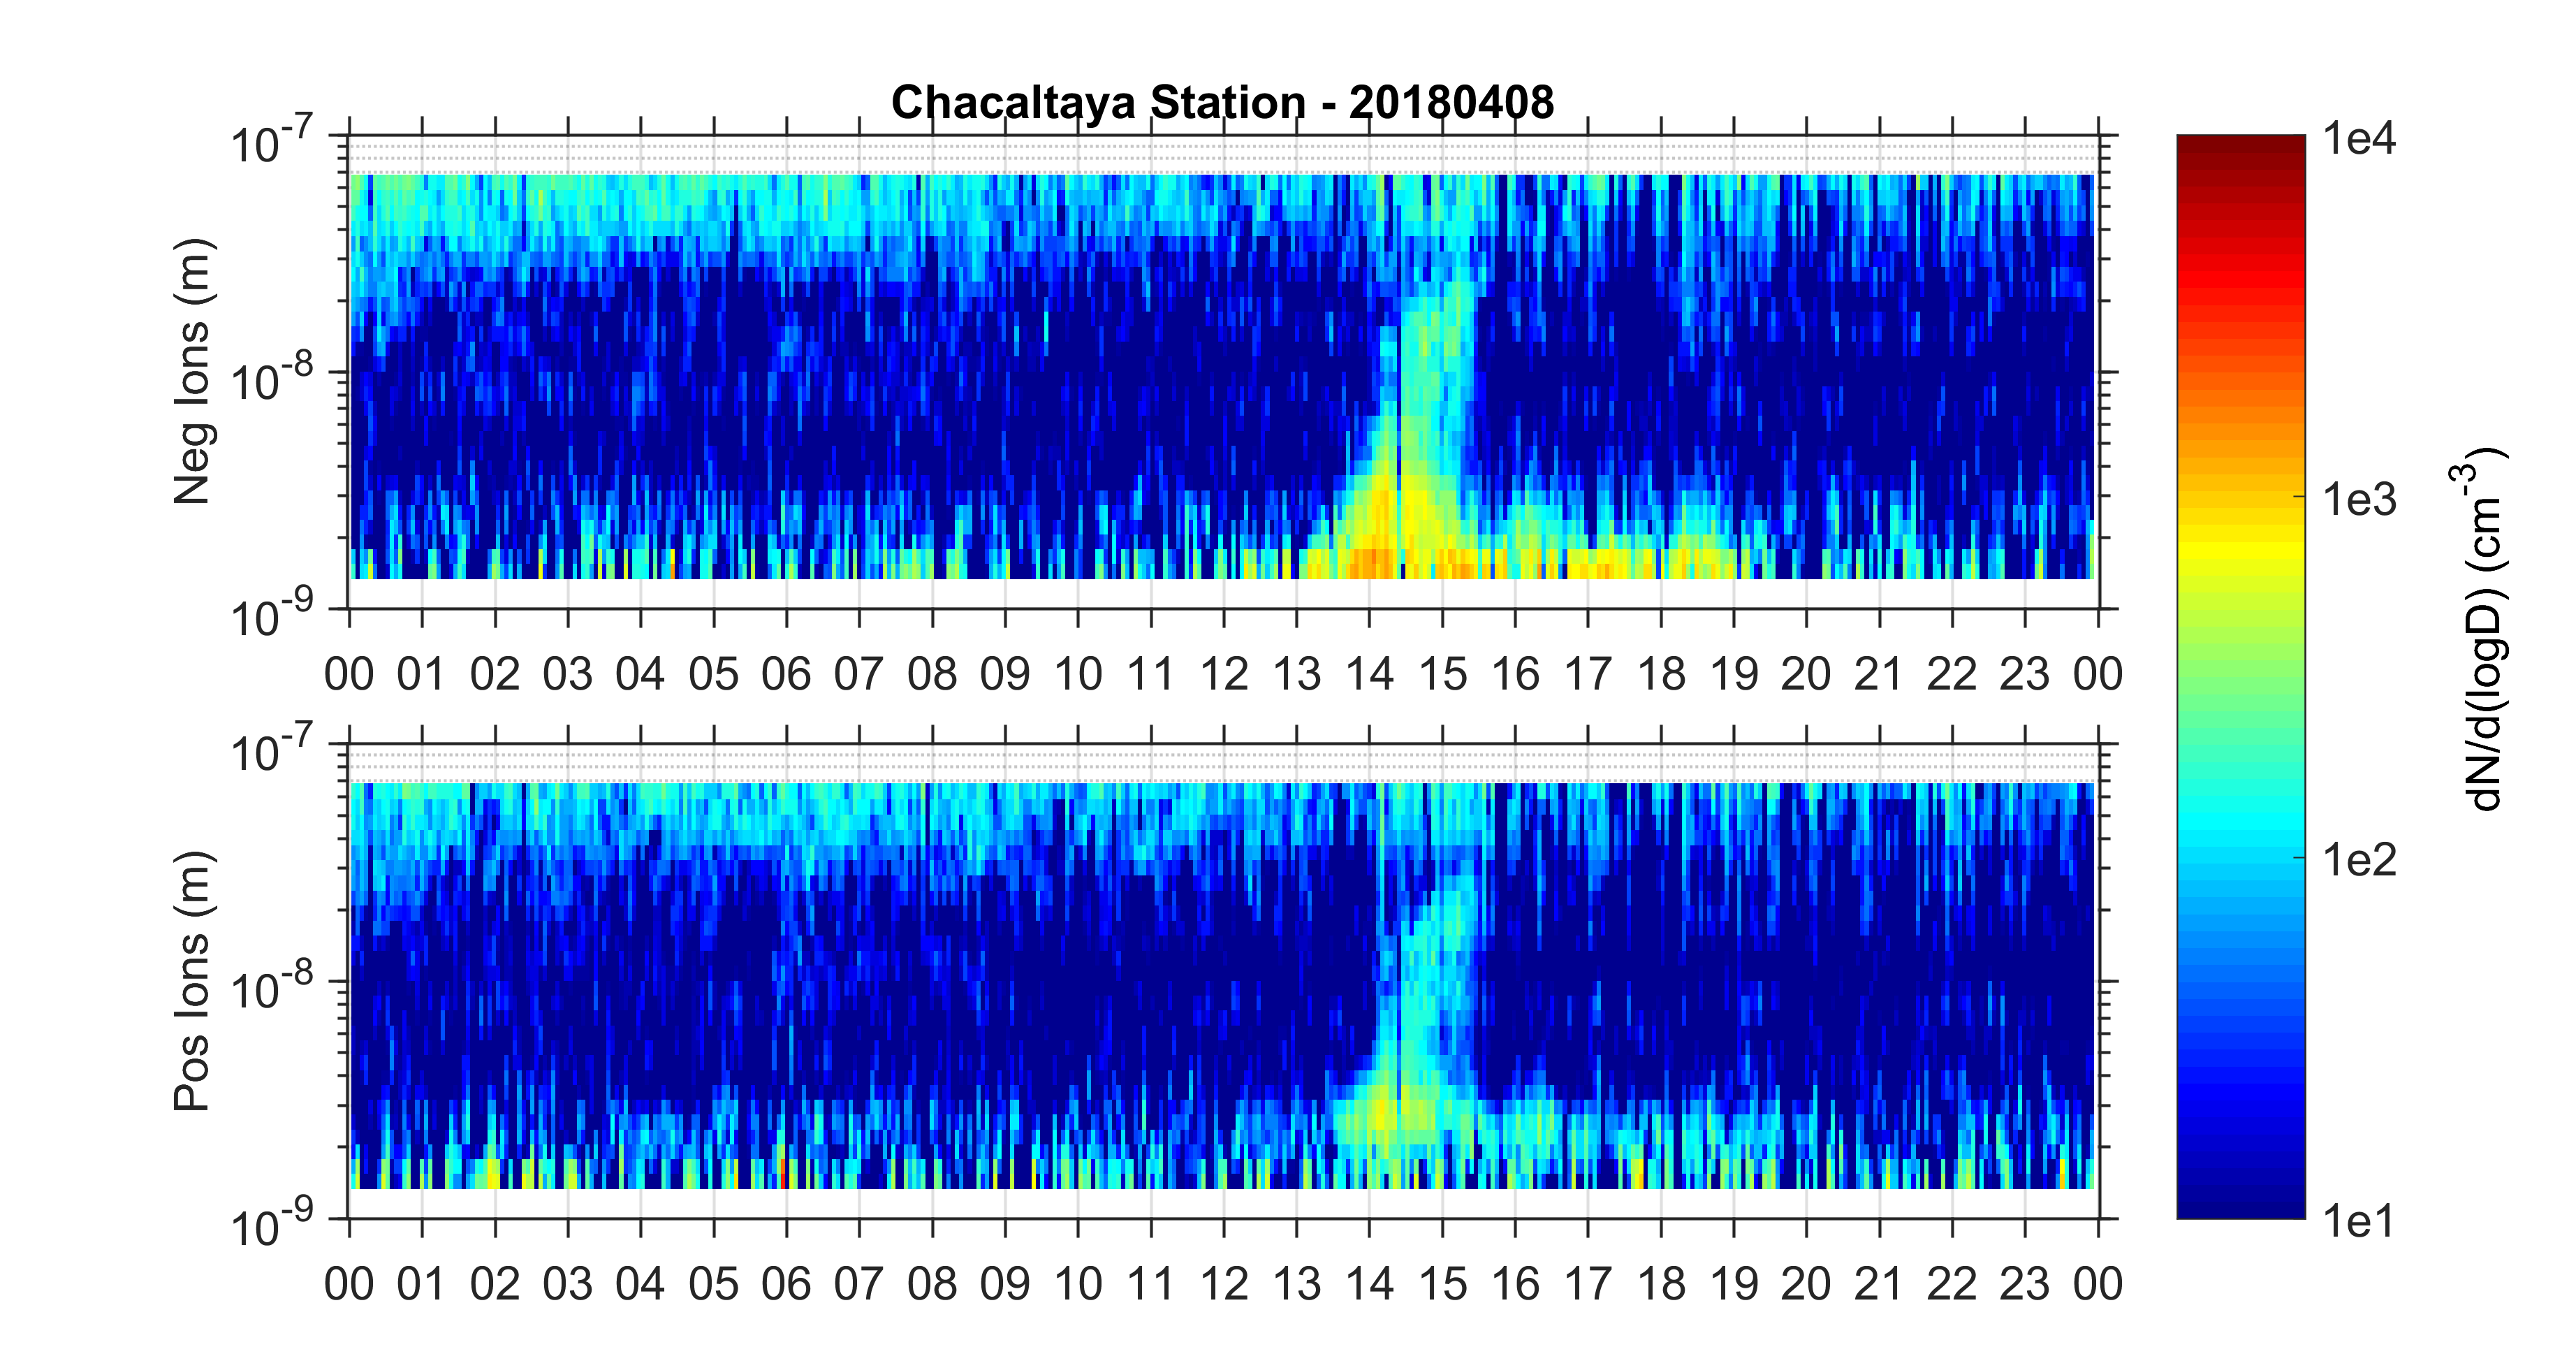 Chacaltaya Station - 20180408
Neg Ions (m)
10-7
10-8
10-9
00 01 02 03 04 05 06 07 08 09 10 11 12 13 14 15 16 17 18 19 20 21 22 23 00
Pos Ions (m)
10-7
10-8
10-9
00 01 02 03 04 05 06 07 08 09 10 11 12 13 14 15 16 17 18 19 20 21 22 23 00
1e4
1e3
1e2
1e1
dN/d(logD) (cm-3)